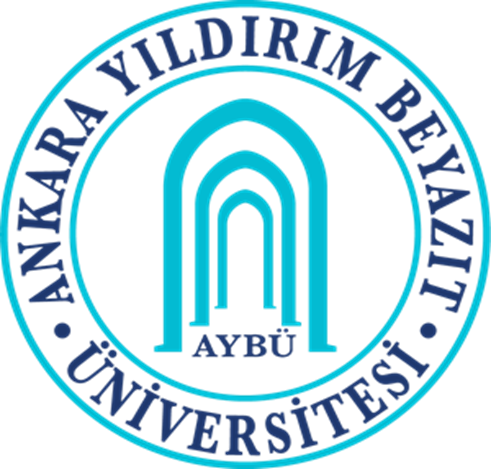 ANKARA YILDIRIM BEYAZIT
ÜNİVERSİTESİ
AYBÜ